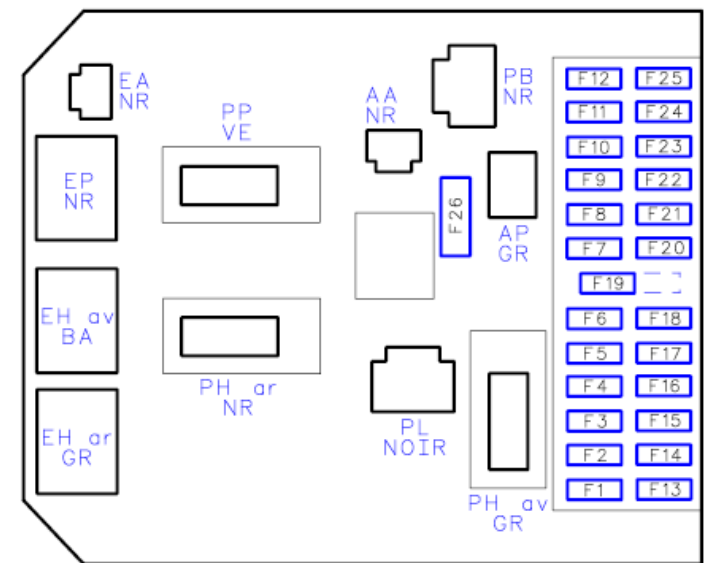 EA
NR
PP
VE
AA
NR
PB
NR
EP
NR
F26
AP
GR
EH av
BA
PH ar
NR
EH ar
GR
PL
NOIR
PH av
GR
F12 F25
F11 F24
F10 F23
F9 F22
F8 F21
F7 F20
F19
F6 F18
F5 F17
F4 F16
F3 F15
F2 F14
F1 F13